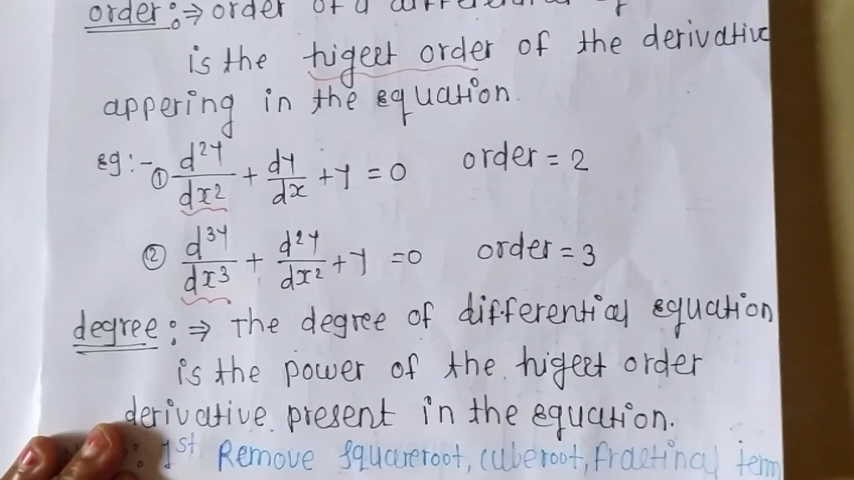 order :⇒ order of a
is the higest order of the derivative
appering in the equation.
eg:- ① d²y/dx² + dy/dx + y = 0 order = 2
② d³y/dx³ + d²y/dx² + y = 0 order = 3
degree :⇒ The degree of differential equation
is the power of the higest order
derivative present in the equation.
: 1st Remove squareroot, cuberoot, fractinal term